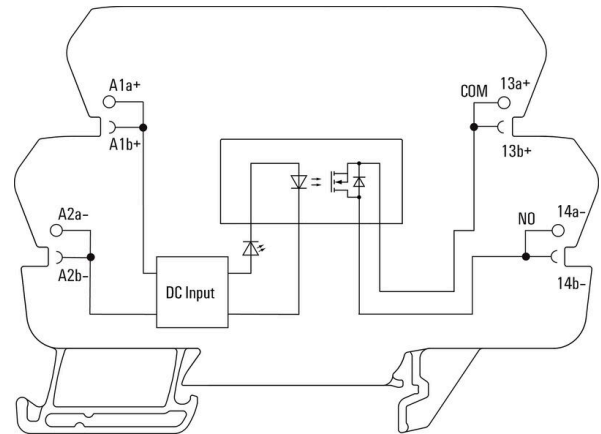 A1a+
A1b+
COM
13a+
13b+
A2a−
A2b−
NO
14a−
14b−
DC Input